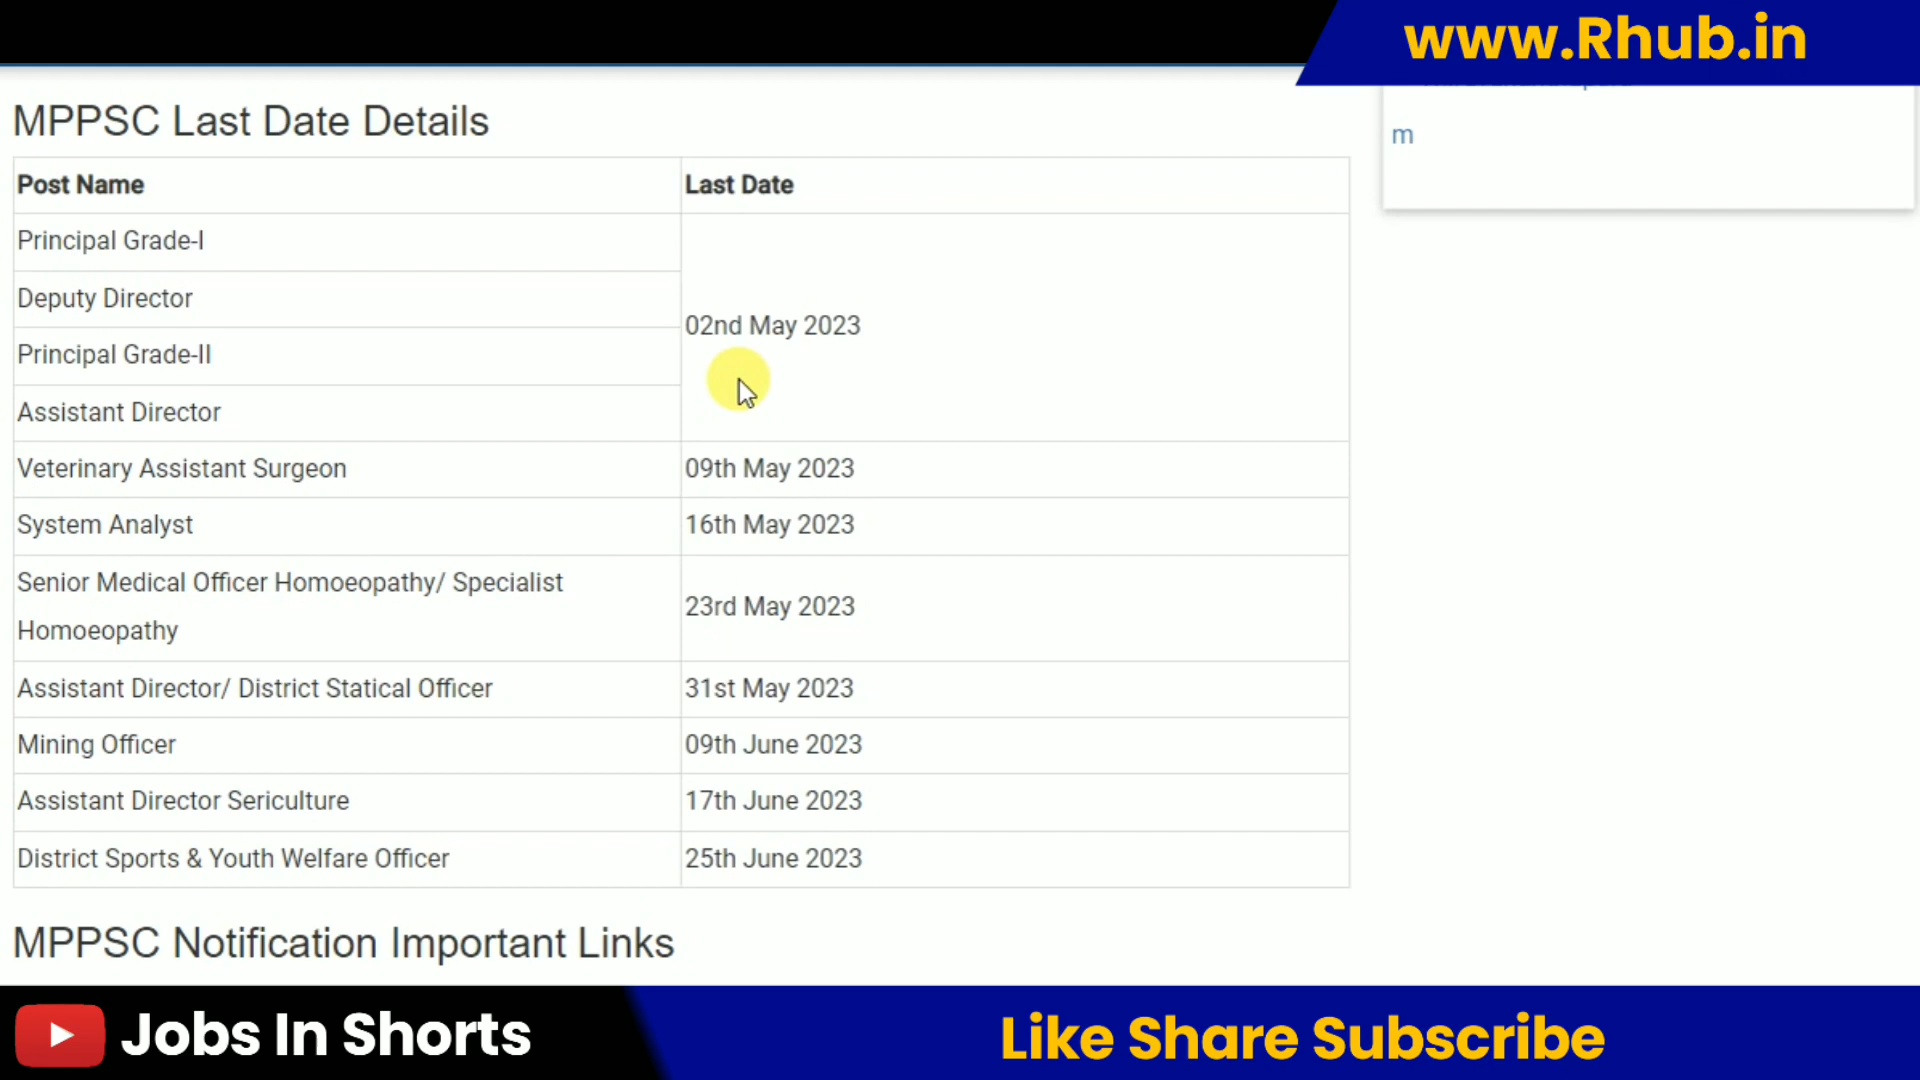 www.Rhub.in
m
MPPSC Last Date Details
Post Name Last Date
Principal Grade-I
Deputy Director
02nd May 2023
Principal Grade-II
Assistant Director
Veterinary Assistant Surgeon 09th May 2023
System Analyst 16th May 2023
Senior Medical Officer Homoeopathy/ Specialist
Homoeopathy
23rd May 2023
Assistant Director/ District Statical Officer 31st May 2023
Mining Officer 09th June 2023
Assistant Director Sericulture 17th June 2023
District Sports & Youth Welfare Officer 25th June 2023
MPPSC Notification Important Links
Jobs In Shorts
Like Share Subscribe